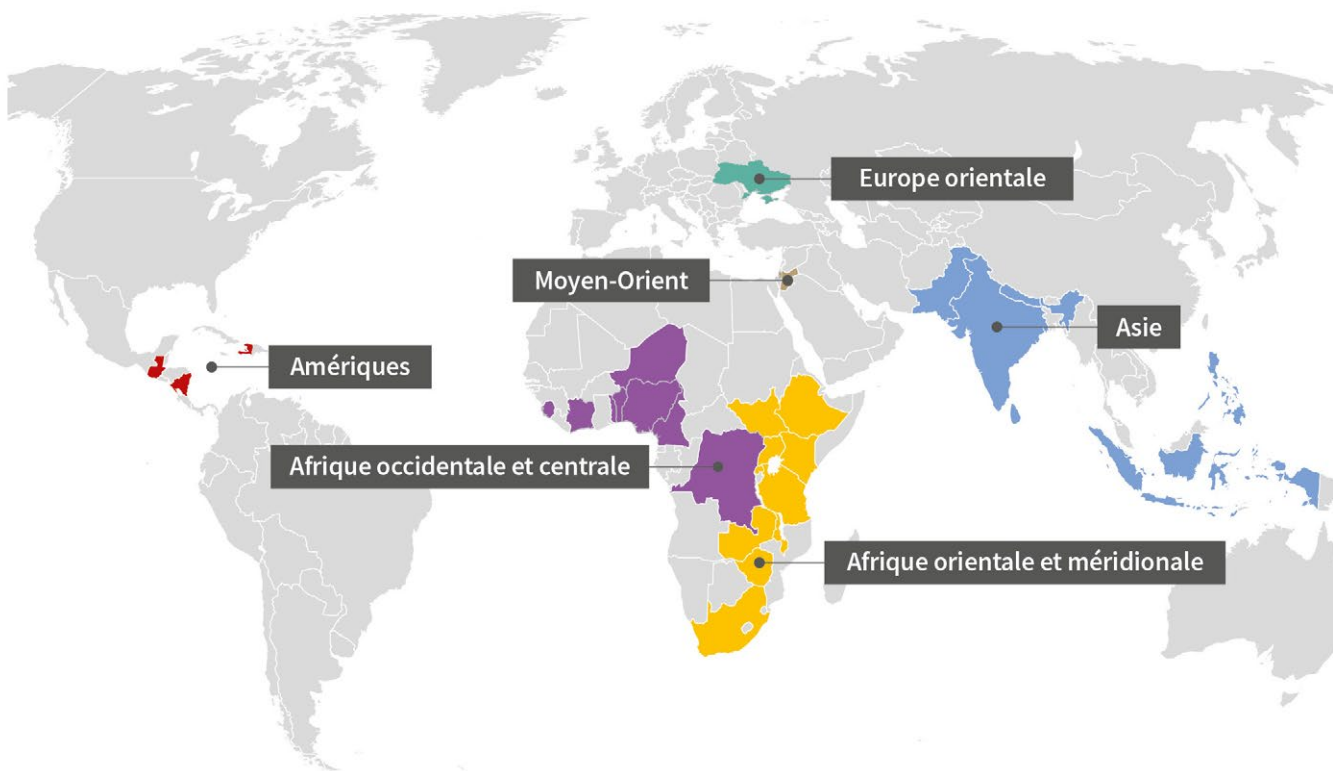 Europe orientale
Moyen-Orient
Asie
Amériques
Afrique occidentale et centrale
Afrique orientale et méridionale